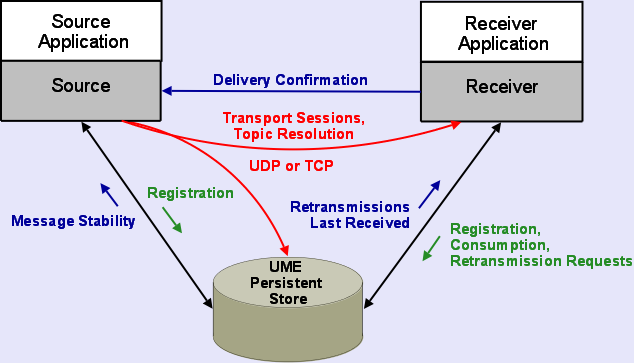 Source
Application
Receiver
Application
Source
Receiver
Delivery Confirmation
Transport Sessions,
Topic Resolution
UDP or TCP
Registration
Message Stability
Retransmissions
Last Received
Registration,
Consumption,
Retransmission Requests
UME
Persistent
Store